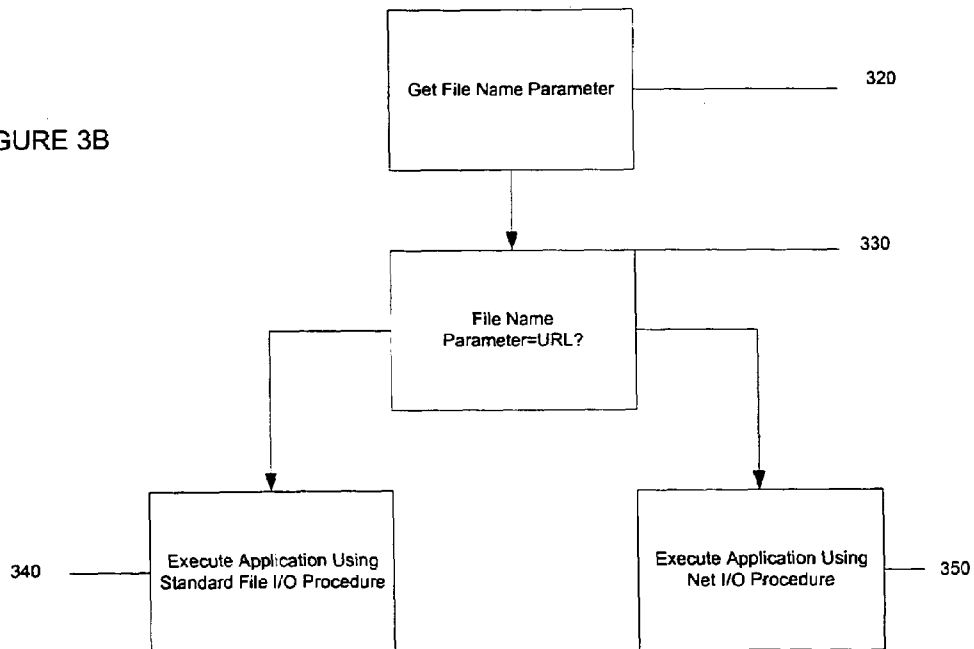 Get File Name Parameter
320
GURE 3B
330
File Name
Parameter=URL?
Execute Application Using
Standard File I/O Procedure
340
Execute Application Using
Net I/O Procedure
350